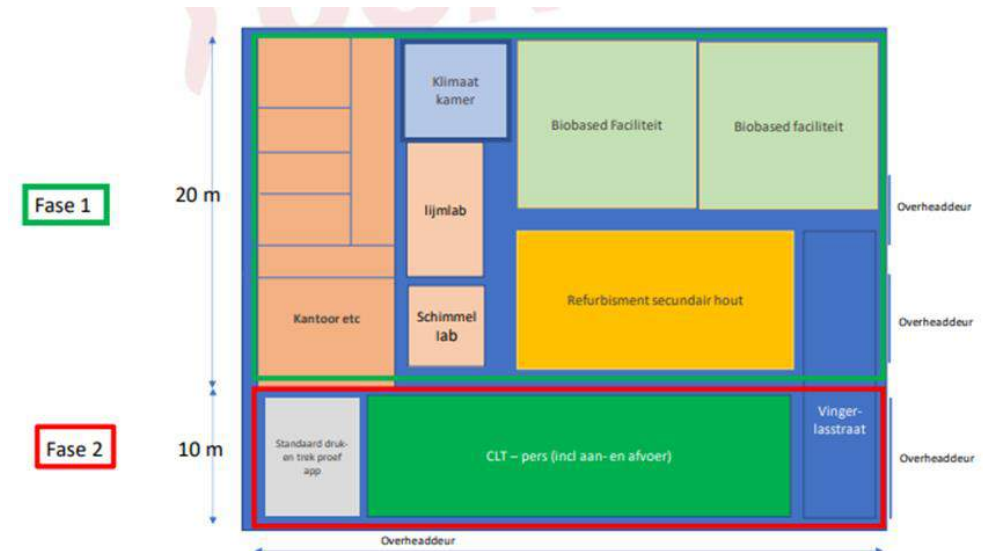 Klimaat
kamer
Biobased Faciliteit
Biobased faciliteit
Fase 1
20 m
lijmlab
Overheaddeur
Refurbisment secundair hout
Kantoor etc
Schimmel
lab
Overheaddeur
Fase 2
10 m
Standaard druk-
en trek proef
app
CLT – pers (incl aan- en afvoer)
Vinger-
lasstraat
Overheaddeur
Overheaddeur